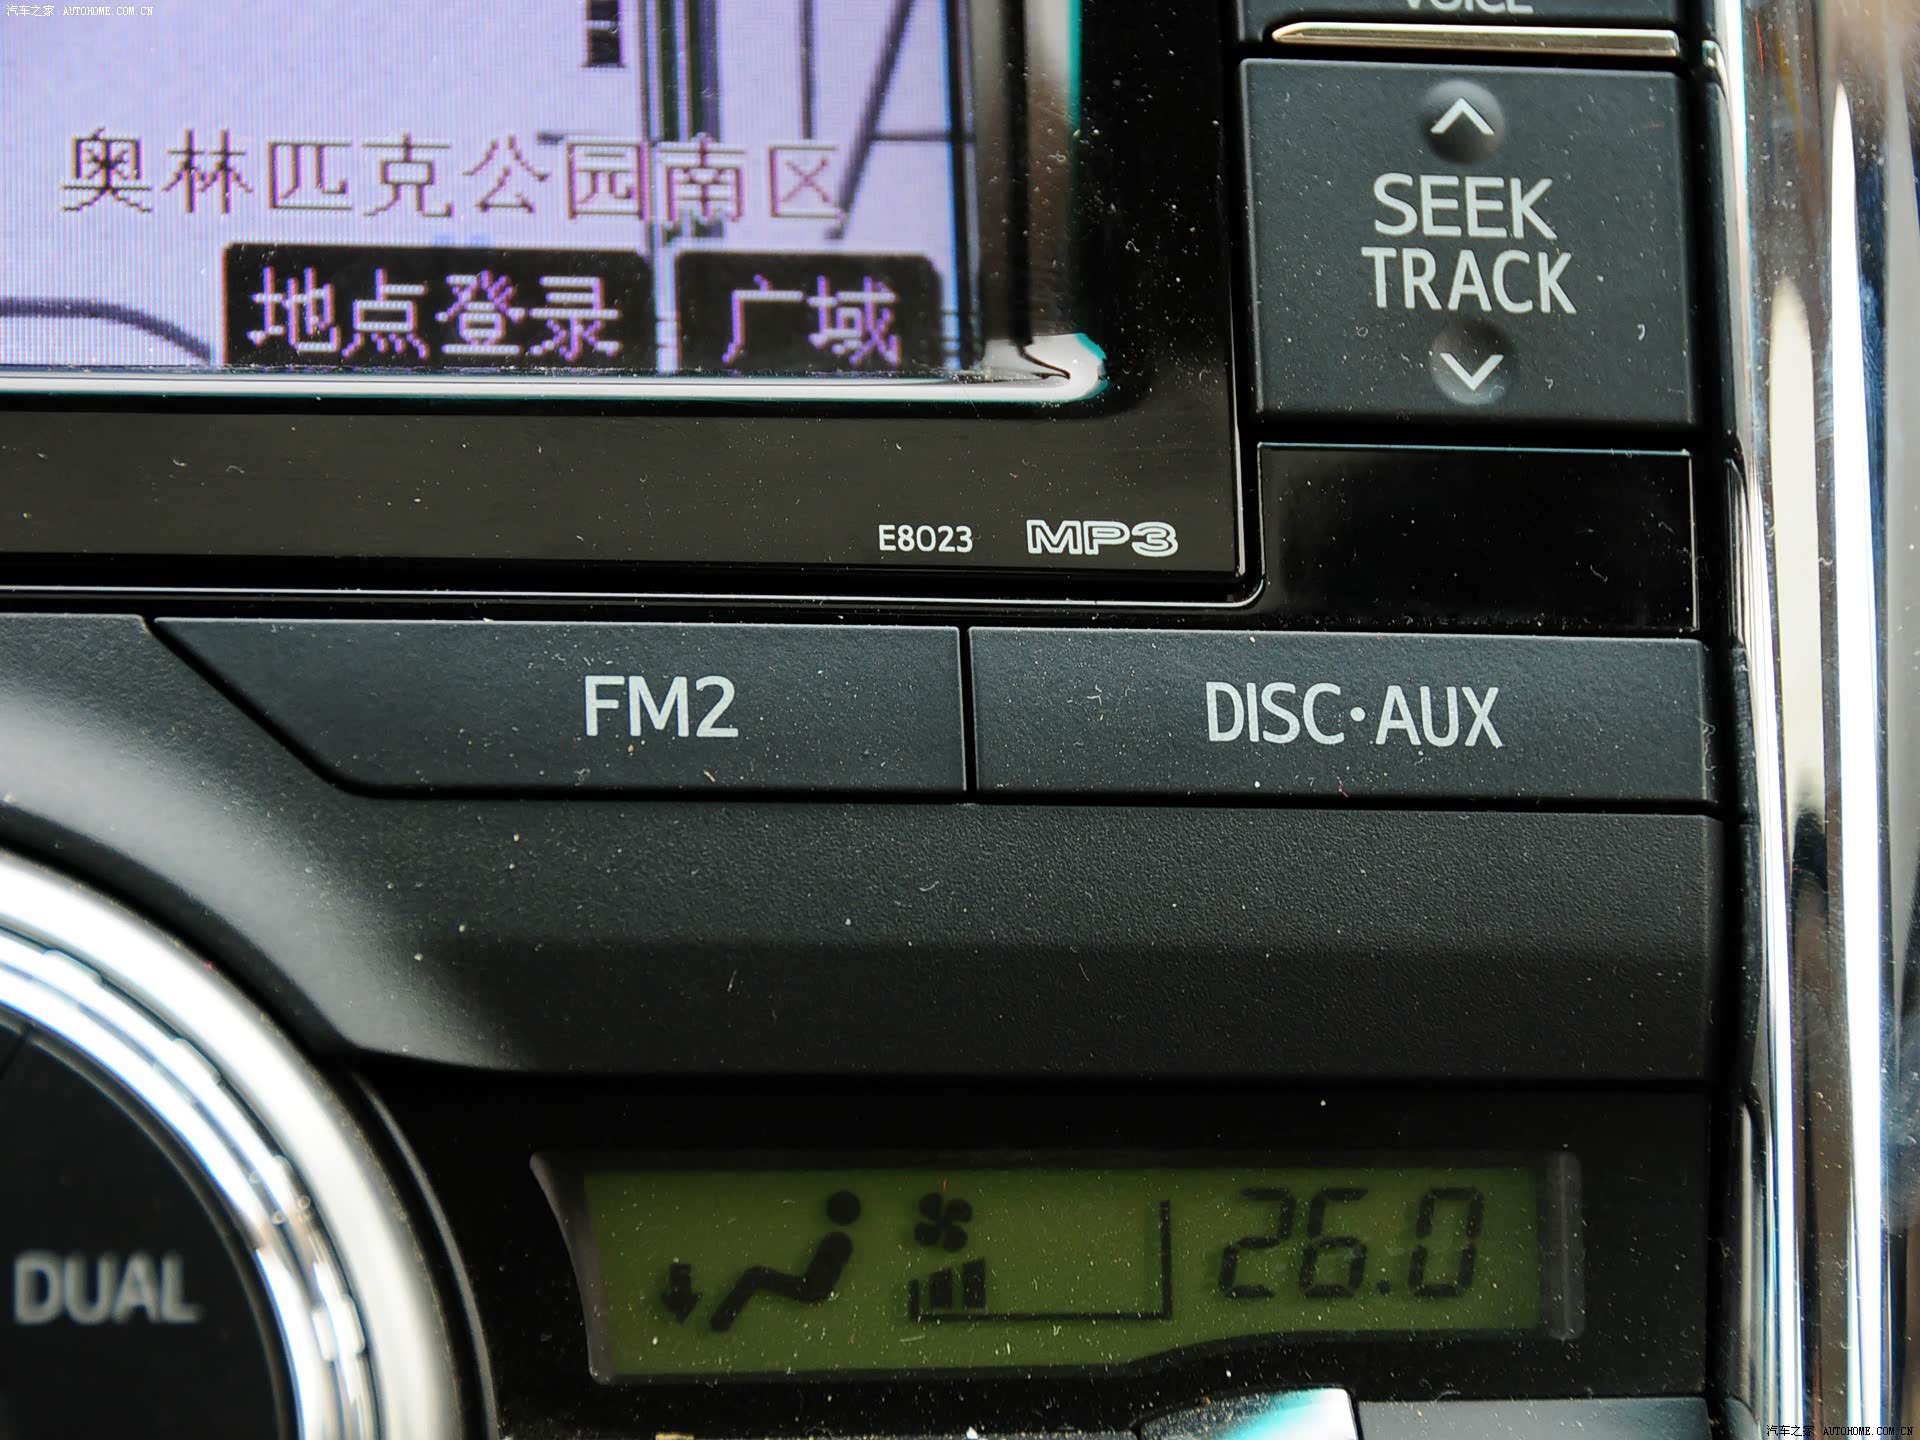 汽车之家 AUTOHOME.COM.CN
VOICE
SEEK
TRACK
奥林匹克公园南区
地点登录 广域
E8023 MP3
FM2 DISC·AUX
DUAL
26.0
汽车之家 AUTOHOME.COM.CN